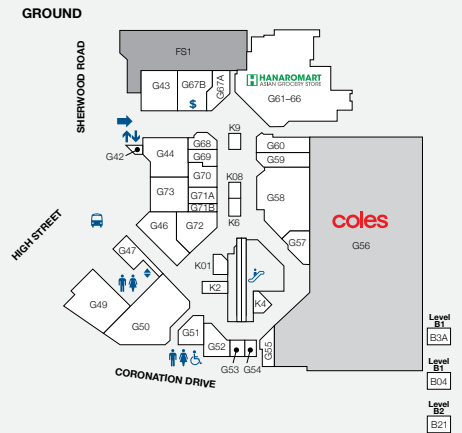 GROUND
SHERWOOD ROAD
FS1
G43
G67B
$
G67A
HANAROMART
ASIAN GROCERY STORE
G61–66
G42
G44
G68
G69
K9
G60
G59
G70
G73
G71A
G71B
K08
K6
G58
G46
G72
G57
coles
G56
HIGH STREET
G47
K01
K2
K4
G49
G50
G51
G52
G53
G54
G55
CORONATION DRIVE
Level
B1
B3A
Level
B1
B04
Level
B2
B21